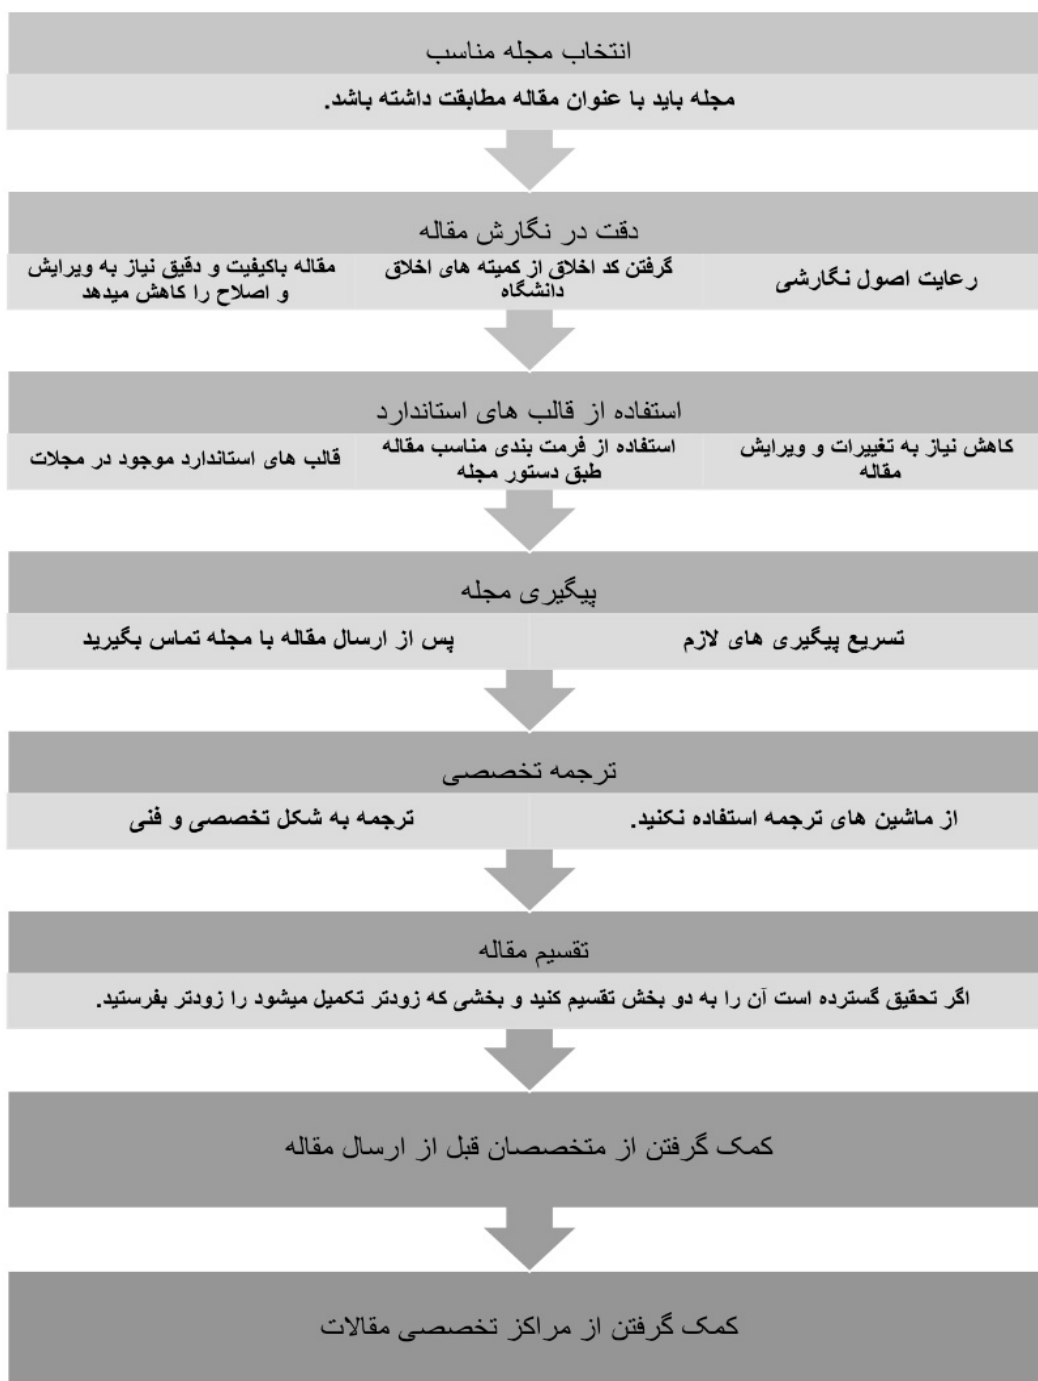 انتخاب مجله مناسب
مجله باید با عنوان مقاله مطابقت داشته باشد.
دقت در نگارش مقاله
رعایت اصول نگارشی
گرفتن کد اخلاق از کمیته های اخلاق
دانشگاه
مقاله باکیفیت و دقیق نیاز به ویرایش
و اصلاح را کاهش میدهد
استفاده از قالب های استاندارد
کاهش نیاز به تغییرات و ویرایش
مقاله
استفاده از فرمت بندی مناسب مقاله
طبق دستور مجله
قالب های استاندارد موجود در مجلات
پیگیری مجله
تسریع پیگیری های لازم
پس از ارسال مقاله با مجله تماس بگیرید
ترجمه تخصصی
از ماشین های ترجمه استفاده نکنید.
ترجمه به شکل تخصصی و فنی
تقسیم مقاله
اگر تحقیق گسترده است آن را به دو بخش تقسیم کنید و بخشی که زودتر تکمیل میشود را زودتر بفرستید.
کمک گرفتن از متخصصان قبل از ارسال مقاله
کمک گرفتن از مراکز تخصصی مقالات